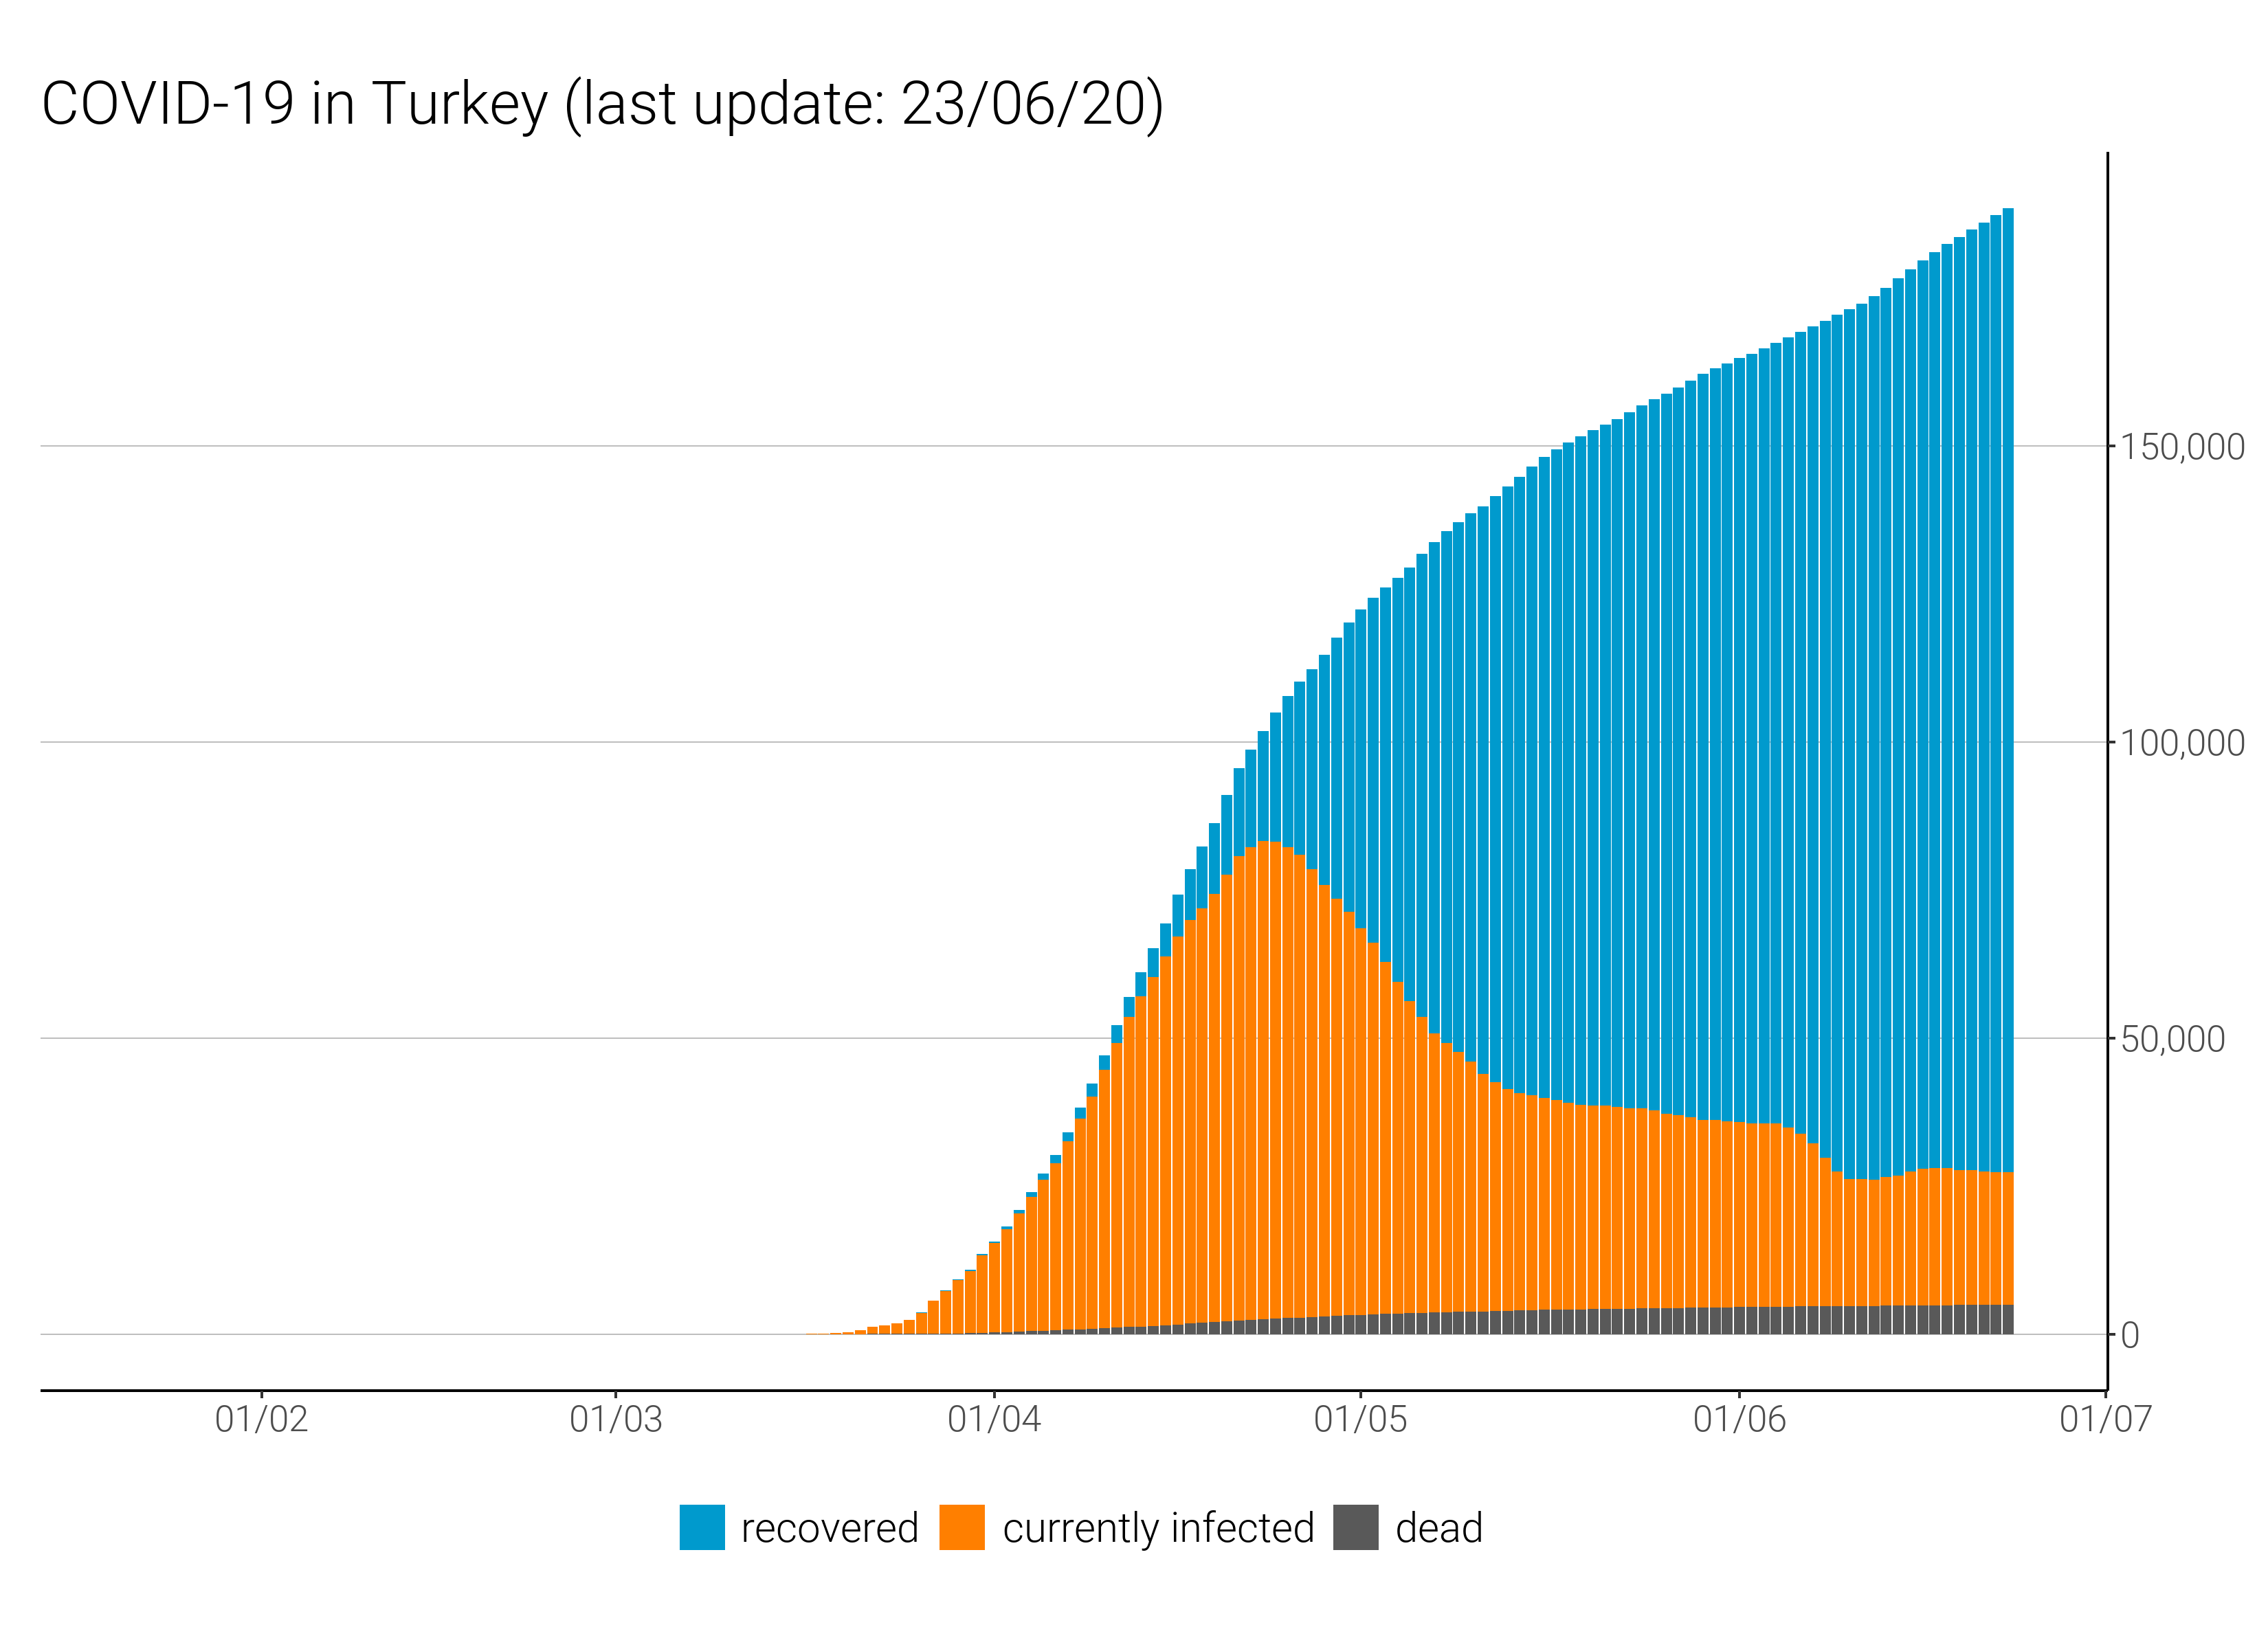 COVID-19 in Turkey (last update: 23/06/20)
150,000
100,000
50,000
0
01/02 01/03 01/04 01/05 01/06 01/07
recovered currently infected dead